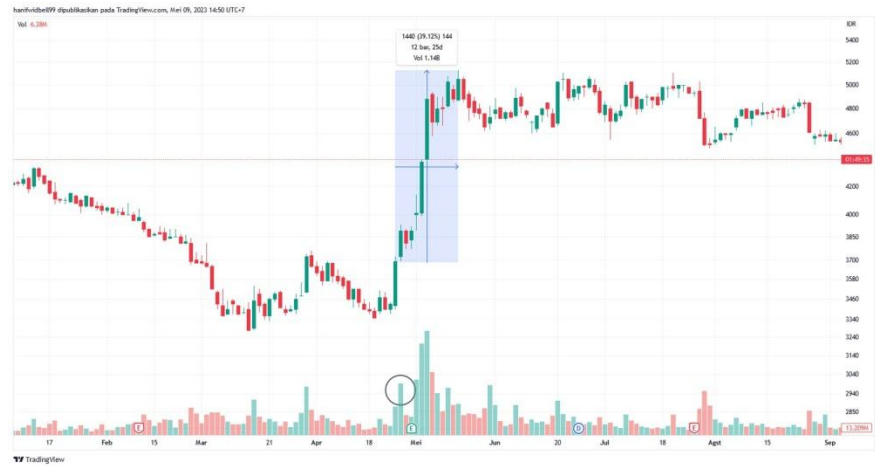 hanifwidbell99 dipublikasikan pada TradingView.com, Mei 09, 2023 14:50 UTC+7
Vol 6.28M
IDR
1440 (39.12%) 144
12 bar, 25d
Vol 1.14B
5400
5200
5000
4800
4600
01:49:35
4200
4000
3850
3700
3580
3460
3340
3240
3140
3040
2940
2850
13.209M
E
E
D
E
17 Feb 15 Mar 21 Apr 18 Mei Jun 20 Jul 18 Agst 15 Sep
TradingView